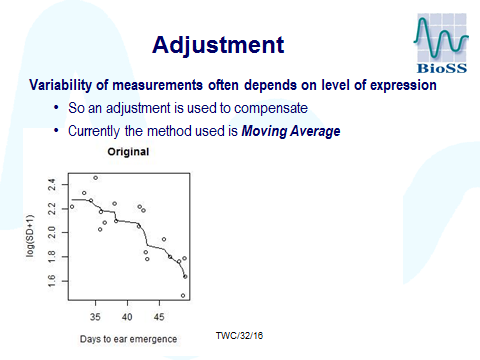 Adjustment
BioSS
Variability of measurements often depends on level of expression
• So an adjustment is used to compensate
• Currently the method used is Moving Average
Original
log(SD+1)
2.4
2.2
2.0
1.8
1.6
35 40 45
Days to ear emergence
TWC/32/16